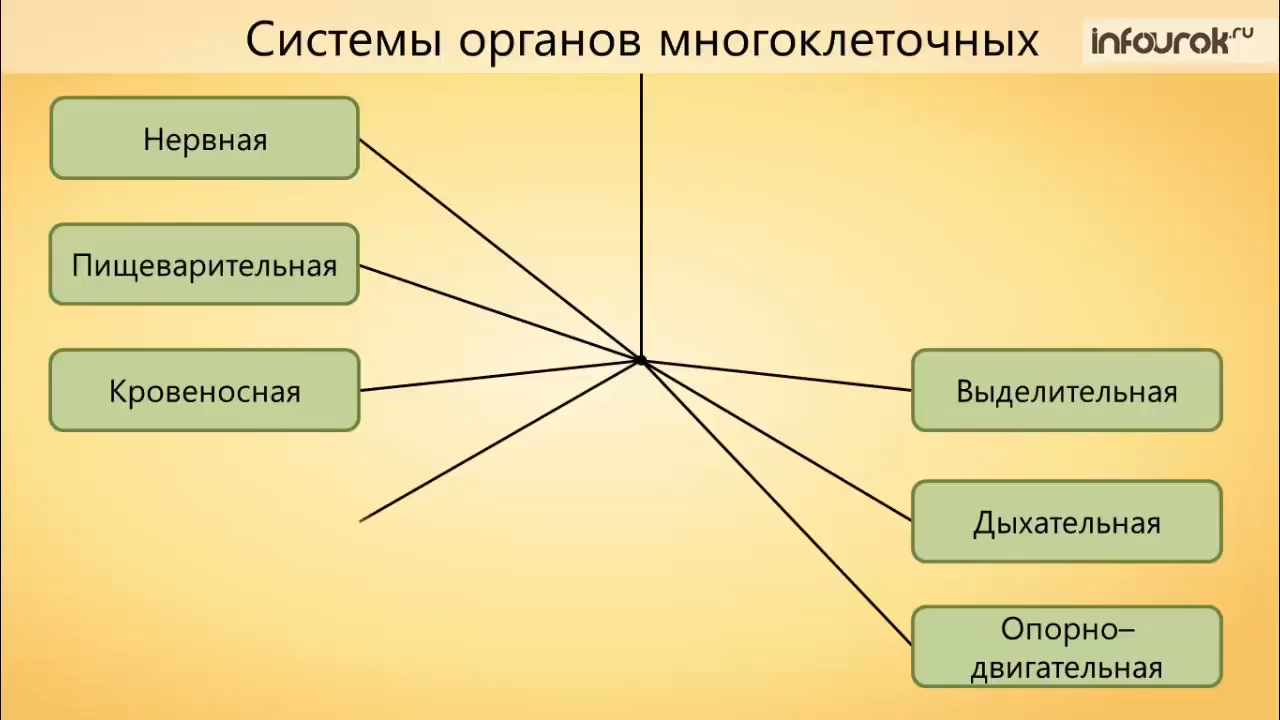 Системы органов многоклеточных
infourok.ru
Нервная
Пищеварительная
Кровеносная
Выделительная
Дыхательная
Опорно–
двигательная